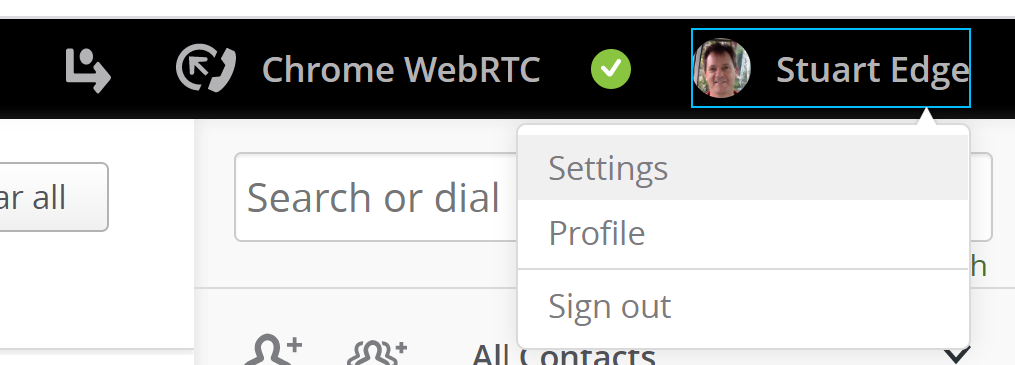 Chrome WebRTC
Stuart Edge
ar all
Search or dial
Settings
Profile
h
Sign out
All Contacts